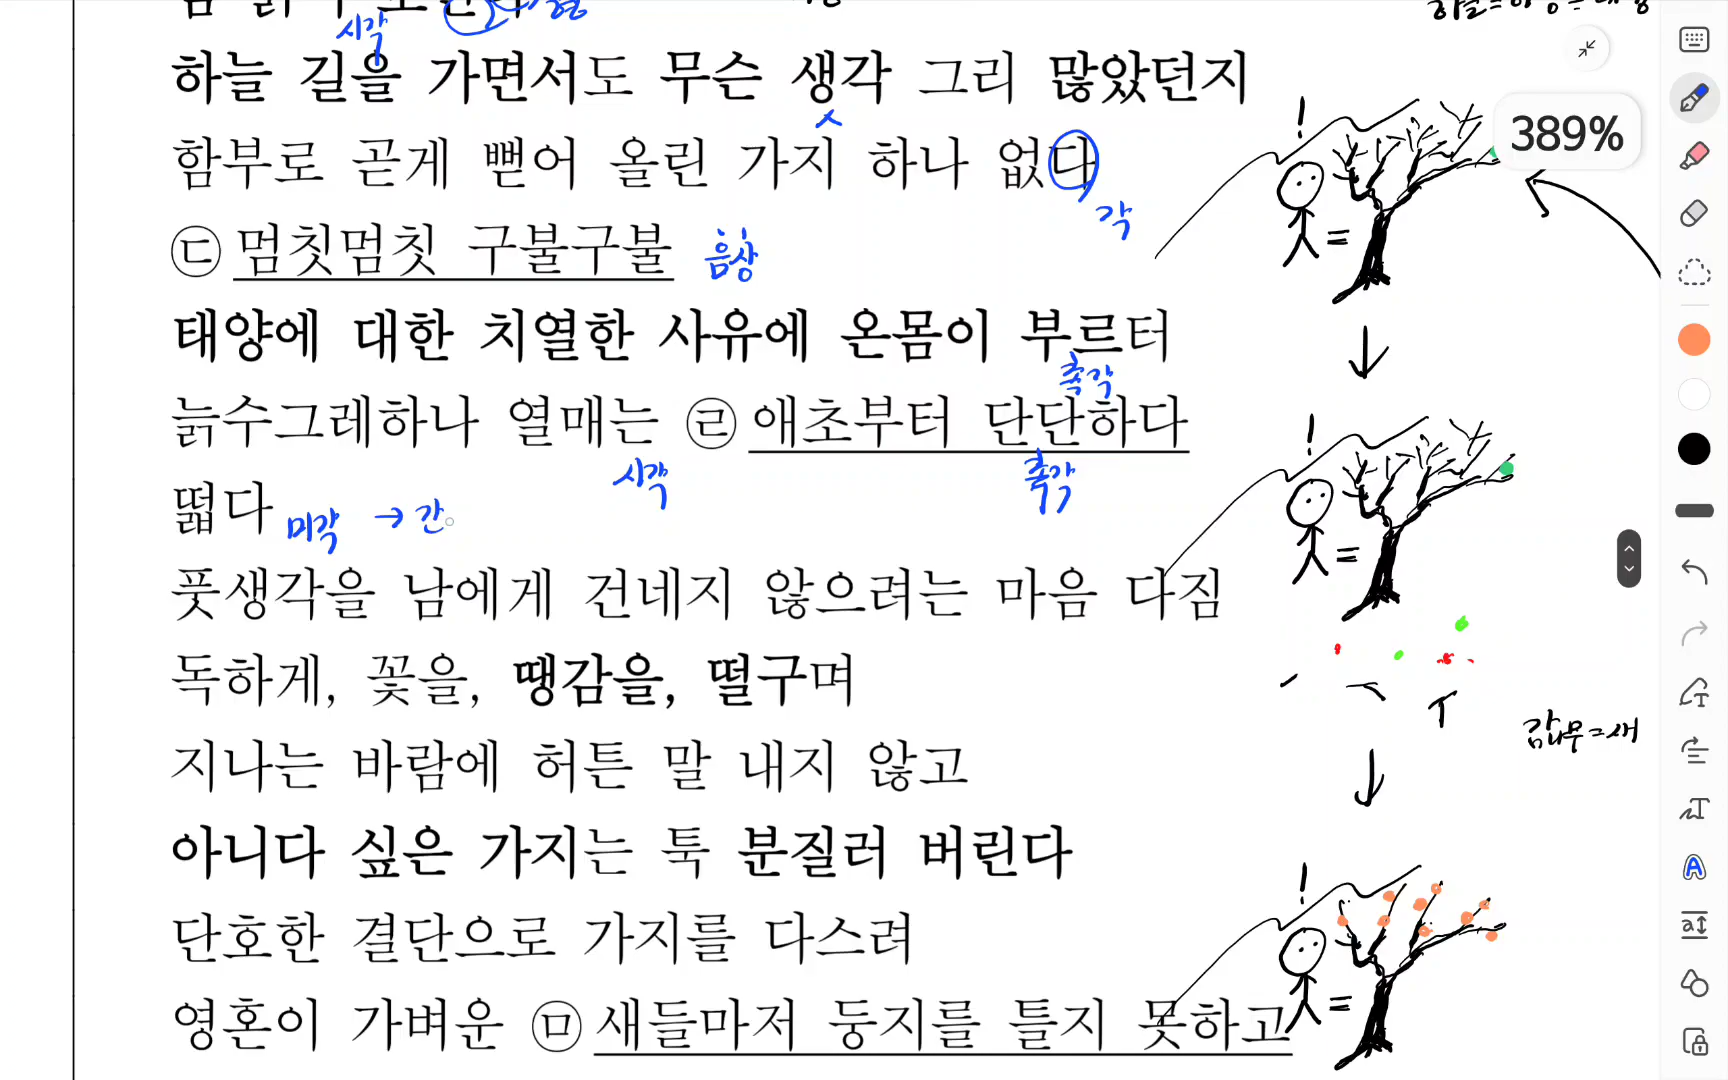 시각
하늘 길을 가면서도 무슨 생각 그리 많았던지
함부로 곧게 뻗어 올린 가지 하나 없다
각
㉢ 멈칫멈칫 구불구불 음상
태양에 대한 치열한 사유에 온몸이 부르터
촉각
늙수그레하나 열매는 ㉣ 애초부터 단단하다
시각 촉각
떫다 미각 → 간
풋생각을 남에게 건네지 않으려는 마음 다짐
독하게, 꽃을, 땡감을, 떨구며
지나는 바람에 허튼 말 내지 않고
아니다 싶은 가지는 툭 분질러 버린다
단호한 결단으로 가지를 다스려
영혼이 가벼운 ㉤ 새들마저 둥지를 틀지 못하고
389%
감나무=새